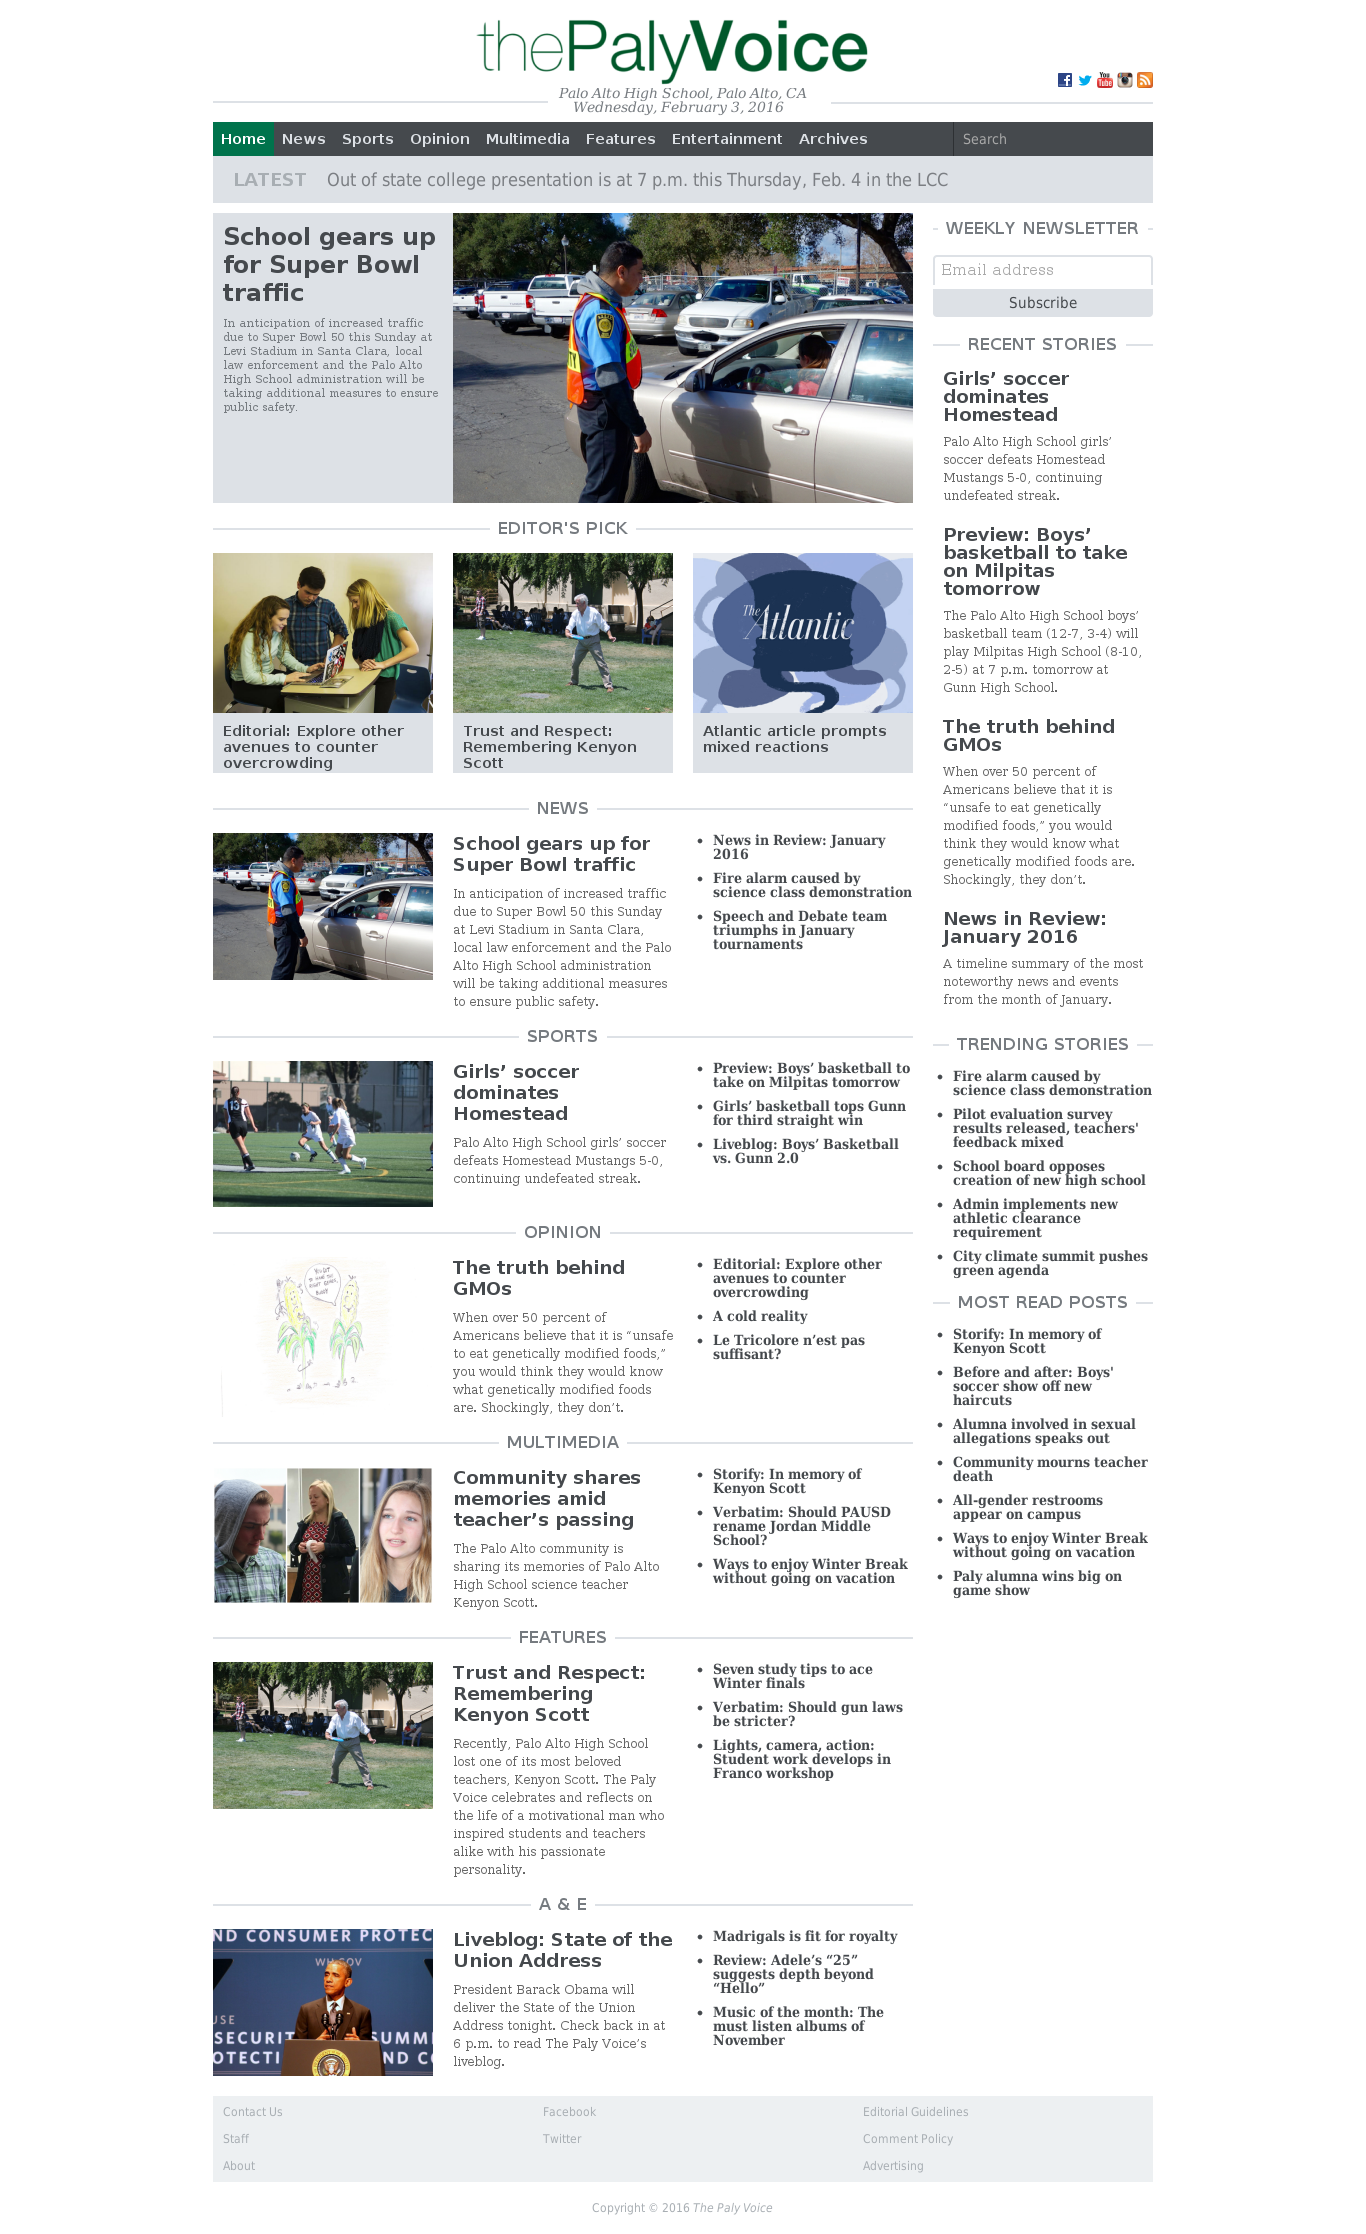 thePalyVoice
Palo Alto High School, Palo Alto, CA
Wednesday, February 3, 2016
Home News Sports Opinion Multimedia Features Entertainment Archives Search
LATEST Out of state college presentation is at 7 p.m. this Thursday, Feb. 4 in the LCC
School gears up
for Super Bowl
traffic
In anticipation of increased traffic
due to Super Bowl 50 this Sunday at
Levi Stadium in Santa Clara, local
law enforcement and the Palo Alto
High School administration will be
taking additional measures to ensure
public safety.
EDITOR'S PICK
Editorial: Explore other
avenues to counter
overcrowding
Trust and Respect:
Remembering Kenyon
Scott
The Atlantic
Atlantic article prompts
mixed reactions
NEWS
School gears up for
Super Bowl traffic
In anticipation of increased traffic
due to Super Bowl 50 this Sunday
at Levi Stadium in Santa Clara,
local law enforcement and the Palo
Alto High School administration
will be taking additional measures
to ensure public safety.
• News in Review: January
2016
• Fire alarm caused by
science class demonstration
• Speech and Debate team
triumphs in January
tournaments
SPORTS
13
Girls’ soccer
dominates
Homestead
Palo Alto High School girls’ soccer
defeats Homestead Mustangs 5-0,
continuing undefeated streak.
• Preview: Boys’ basketball to
take on Milpitas tomorrow
• Girls’ basketball tops Gunn
for third straight win
• Liveblog: Boys’ Basketball
vs. Gunn 2.0
OPINION
The truth behind
GMOs
When over 50 percent of
Americans believe that it is “unsafe
to eat genetically modified foods,”
you would think they would know
what genetically modified foods
are. Shockingly, they don’t.
• Editorial: Explore other
avenues to counter
overcrowding
• A cold reality
• Le Tricolore n’est pas
suffisant?
MULTIMEDIA
Community shares
memories amid
teacher’s passing
The Palo Alto community is
sharing its memories of Palo Alto
High School science teacher
Kenyon Scott.
• Storify: In memory of
Kenyon Scott
• Verbatim: Should PAUSD
rename Jordan Middle
School?
• Ways to enjoy Winter Break
without going on vacation
FEATURES
Trust and Respect:
Remembering
Kenyon Scott
Recently, Palo Alto High School
lost one of its most beloved
teachers, Kenyon Scott. The Paly
Voice celebrates and reflects on
the life of a motivational man who
inspired students and teachers
alike with his passionate
personality.
• Seven study tips to ace
Winter finals
• Verbatim: Should gun laws
be stricter?
• Lights, camera, action:
Student work develops in
Franco workshop
A & E
ND CONSUMER PROTEC
WH.GOV
USE
SECURIT SUMM
OTECTI ND C
Liveblog: State of the
Union Address
President Barack Obama will
deliver the State of the Union
Address tonight. Check back in at
6 p.m. to read The Paly Voice’s
liveblog.
• Madrigals is fit for royalty
• Review: Adele’s “25”
suggests depth beyond
“Hello”
• Music of the month: The
must listen albums of
November
WEEKLY NEWSLETTER
Email address
Subscribe
RECENT STORIES
Girls’ soccer
dominates
Homestead
Palo Alto High School girls’
soccer defeats Homestead
Mustangs 5-0, continuing
undefeated streak.
Preview: Boys’
basketball to take
on Milpitas
tomorrow
The Palo Alto High School boys’
basketball team (12-7, 3-4) will
play Milpitas High School (8-10,
2-5) at 7 p.m. tomorrow at
Gunn High School.
The truth behind
GMOs
When over 50 percent of
Americans believe that it is
“unsafe to eat genetically
modified foods,” you would
think they would know what
genetically modified foods are.
Shockingly, they don’t.
News in Review:
January 2016
A timeline summary of the most
noteworthy news and events
from the month of January.
TRENDING STORIES
• Fire alarm caused by
science class demonstration
• Pilot evaluation survey
results released, teachers'
feedback mixed
• School board opposes
creation of new high school
• Admin implements new
athletic clearance
requirement
• City climate summit pushes
green agenda
MOST READ POSTS
• Storify: In memory of
Kenyon Scott
• Before and after: Boys'
soccer show off new
haircuts
• Alumna involved in sexual
allegations speaks out
• Community mourns teacher
death
• All-gender restrooms
appear on campus
• Ways to enjoy Winter Break
without going on vacation
• Paly alumna wins big on
game show
Contact Us
Staff
About
Facebook
Twitter
Editorial Guidelines
Comment Policy
Advertising
Copyright © 2016 The Paly Voice